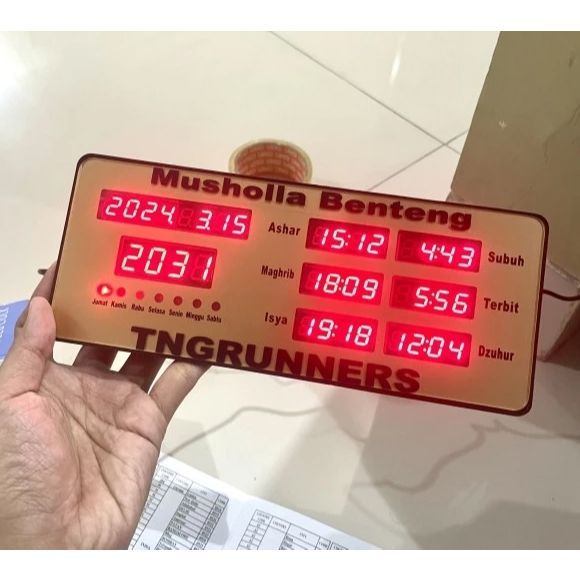 Musholla Benteng
2024 3.15
2031
Jumat Kamis Rabu Selasa Senin Minggu Sabtu
Ashar 15:12 4:43 Subuh
Maghrib 18:09 5:56 Terbit
Isya 19:18 12:04 Dzuhur
TNGRUNNERS